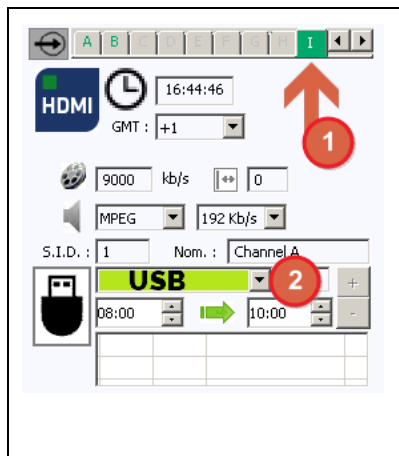 A B C D E F G H I
HDMI
16:44:46
GMT : +1
1
9000 kb/s 0
MPEG 192 Kb/s
S.I.D. : 1 Nom. : Channel A
USB 2 +
08:00 10:00 -